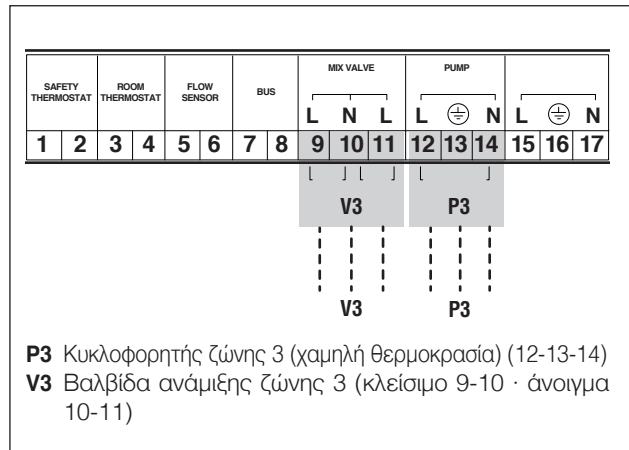 MIX VALVE PUMP
SAFETY THERMOSTAT ROOM THERMOSTAT FLOW SENSOR BUS
L N L L N L N
1 2 3 4 5 6 7 8 9 10 11 12 13 14 15 16 17
V3 P3
V3 P3
P3 Κυκλοφορητής ζώνης 3 (χαμηλή θερμοκρασία) (12-13-14)
V3 Βαλβίδα ανάμιξης ζώνης 3 (κλείσιμο 9-10 · άνοιγμα
10-11)